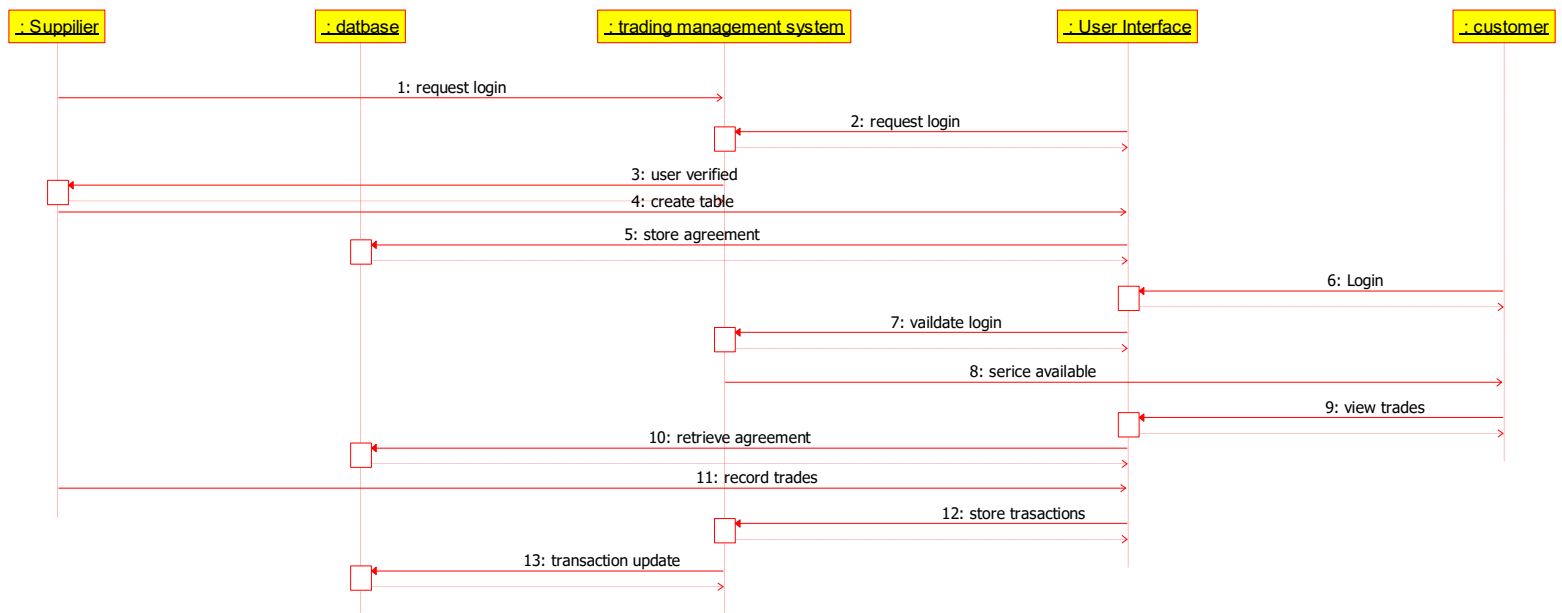 : Suppilier
: datbase
: trading management system
: User Interface
: customer
1: request login
2: request login
3: user verified
4: create table
5: store agreement
6: Login
7: vaildate login
8: serice available
9: view trades
10: retrieve agreement
11: record trades
12: store trasactions
13: transaction update